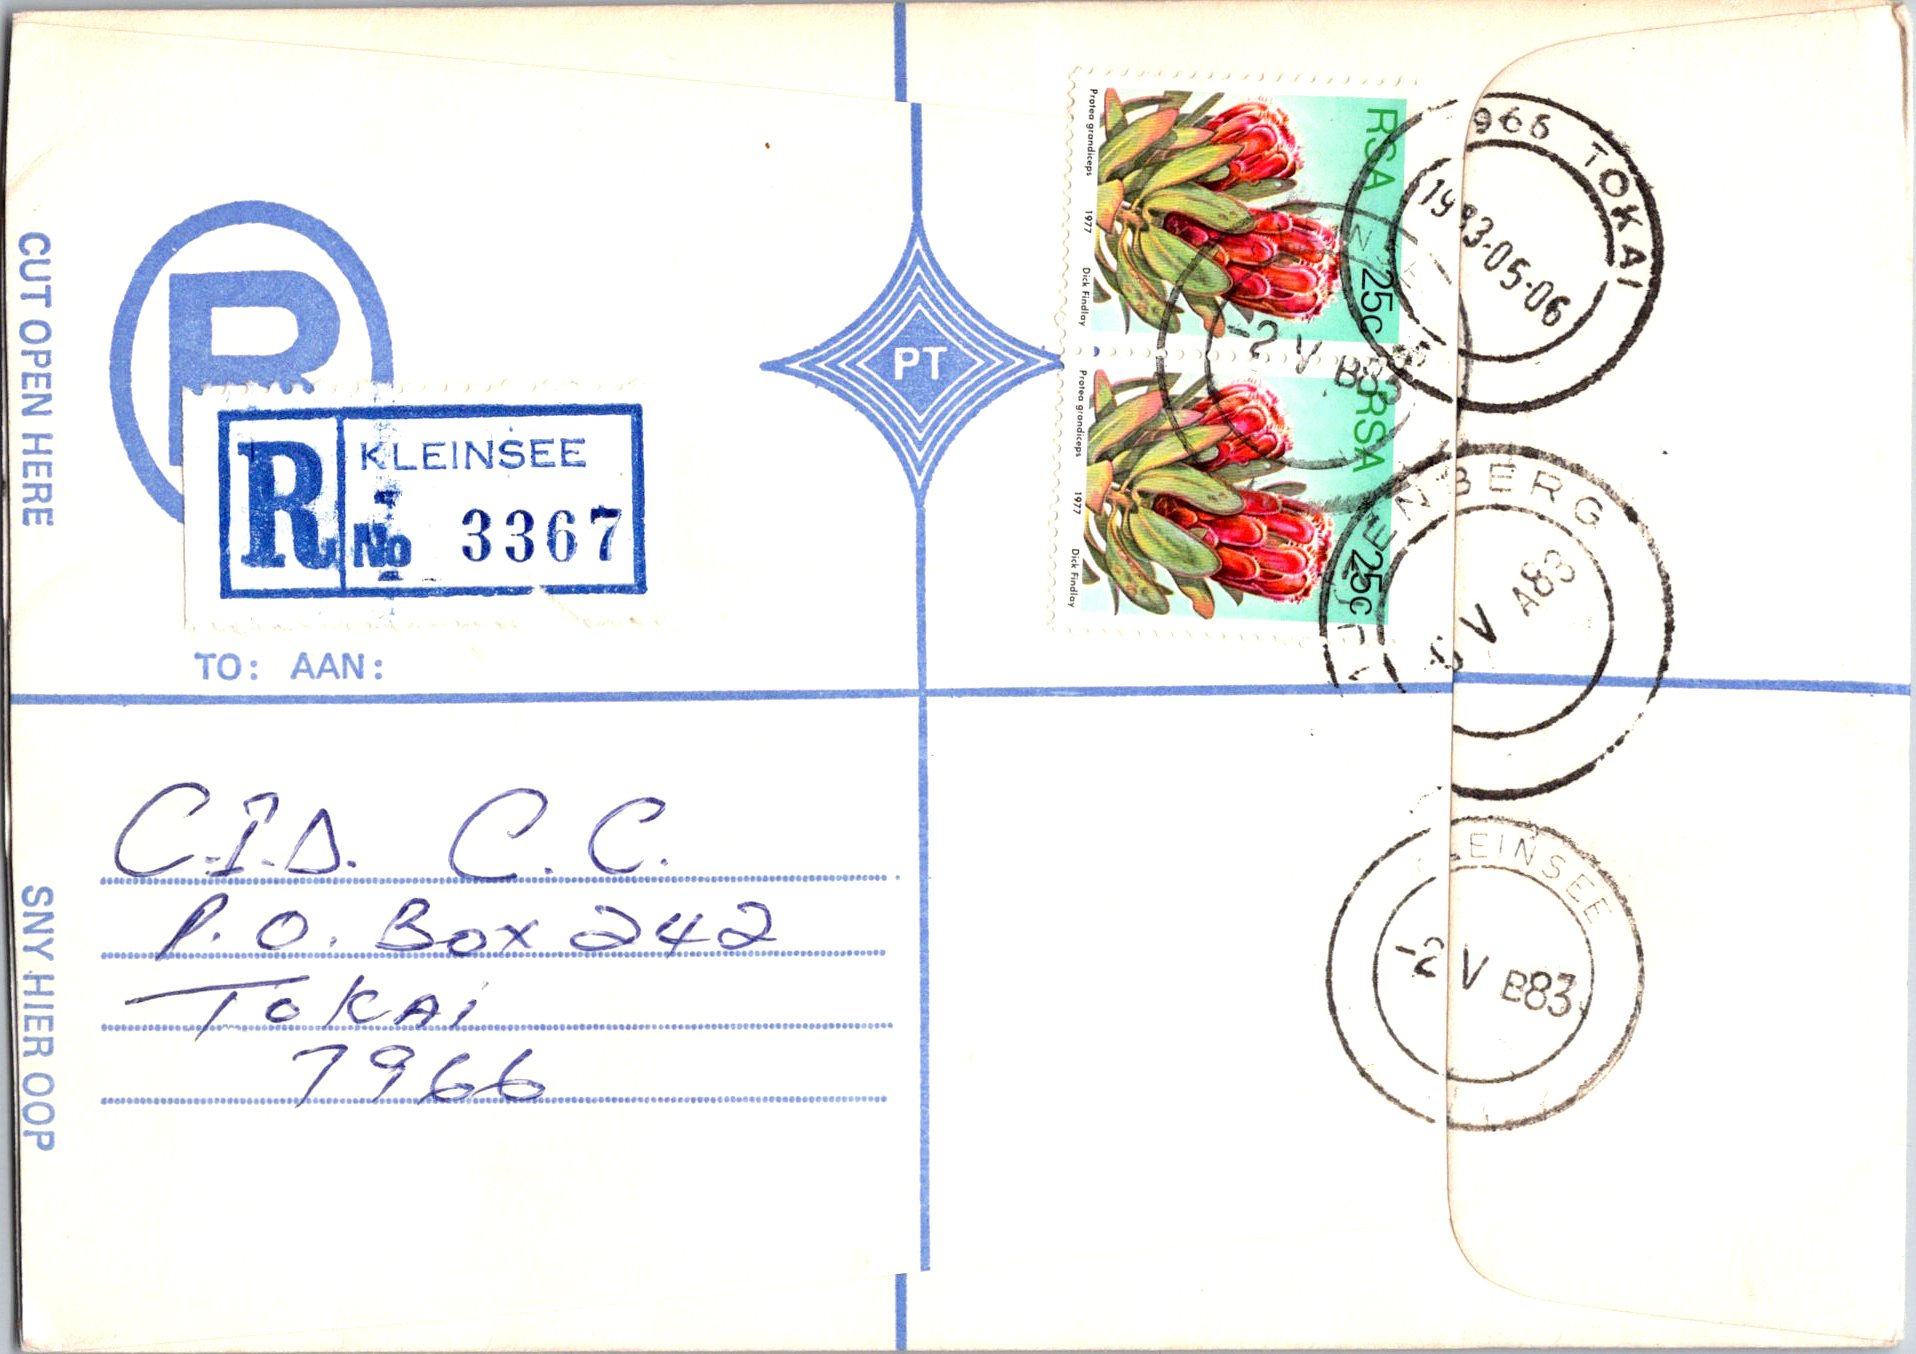 CUT OPEN HERE
R
R
KLEINSEE
No 3367
TO: AAN:
PT
Protea grandiceps 1977 Dick Findlay
RSA 25c
Protea grandiceps 1977 Dick Findlay
RSA 25c
-2 V B83
7966 TOKAI
1983-05-06
-2 V B83
KLEINSEE
SNY HIER OOP
C.I.D. C.C.
P.O. Box 242
Tokai
7966